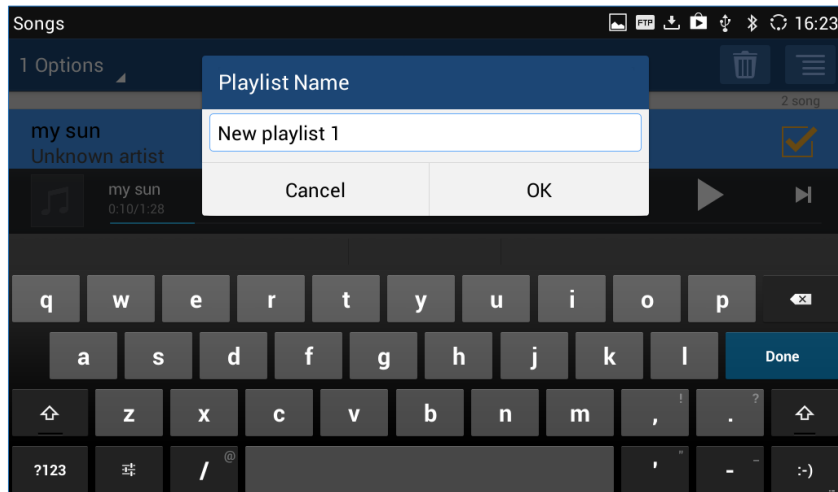 Songs FTP 16:23
1 Options
2 song
Playlist Name
New playlist 1
Cancel OK
my sun
Unknown artist
my sun
0:10/1:28
q w e r t y u i o p
a s d f g h j k l Done
z x c v b n m , ! . ?
?123 / @ ' " - _ :-)